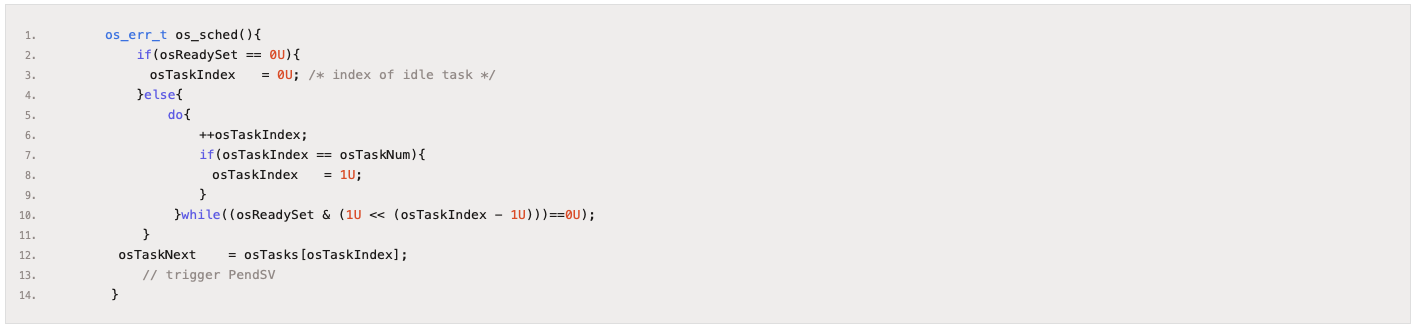 1. os_err_t os_sched(){
2. if(osReadySet == 0U){
3. osTaskIndex = 0U; /* index of idle task */
4. }else{
5. do{
6. ++osTaskIndex;
7. if(osTaskIndex == osTaskNum){
8. osTaskIndex = 1U;
9. }
10. }while((osReadySet & (1U << (osTaskIndex - 1U)))==0U);
11. }
12. osTaskNext = osTasks[osTaskIndex];
13. // trigger PendSV
14. }